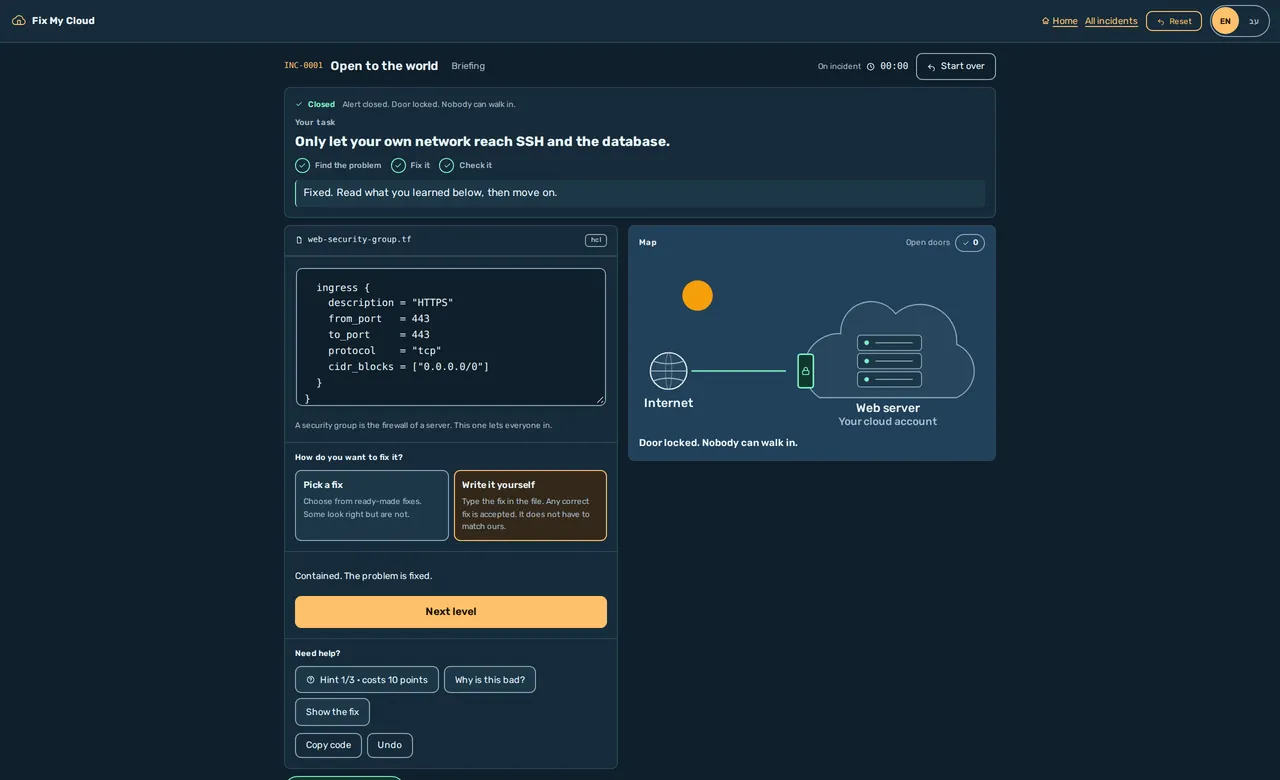 Fix My Cloud
Home All incidents Reset EN עב
INC-0001 Open to the world Briefing
On incident 00:00 Start over
Closed Alert closed. Door locked. Nobody can walk in.
Your task
Only let your own network reach SSH and the database.
Find the problem Fix it Check it
Fixed. Read what you learned below, then move on.
web-security-group.tf hcl
ingress {
description = "HTTPS"
from_port = 443
to_port = 443
protocol = "tcp"
cidr_blocks = ["0.0.0.0/0"]
}
}
A security group is the firewall of a server. This one lets everyone in.
How do you want to fix it?
Pick a fix
Choose from ready-made fixes.
Some look right but are not.
Write it yourself
Type the fix in the file. Any correct
fix is accepted. It does not have to
match ours.
Contained. The problem is fixed.
Next level
Need help?
Hint 1/3 • costs 10 points Why is this bad?
Show the fix
Copy code Undo
Map Open doors 0
Internet
Web server
Your cloud account
Door locked. Nobody can walk in.